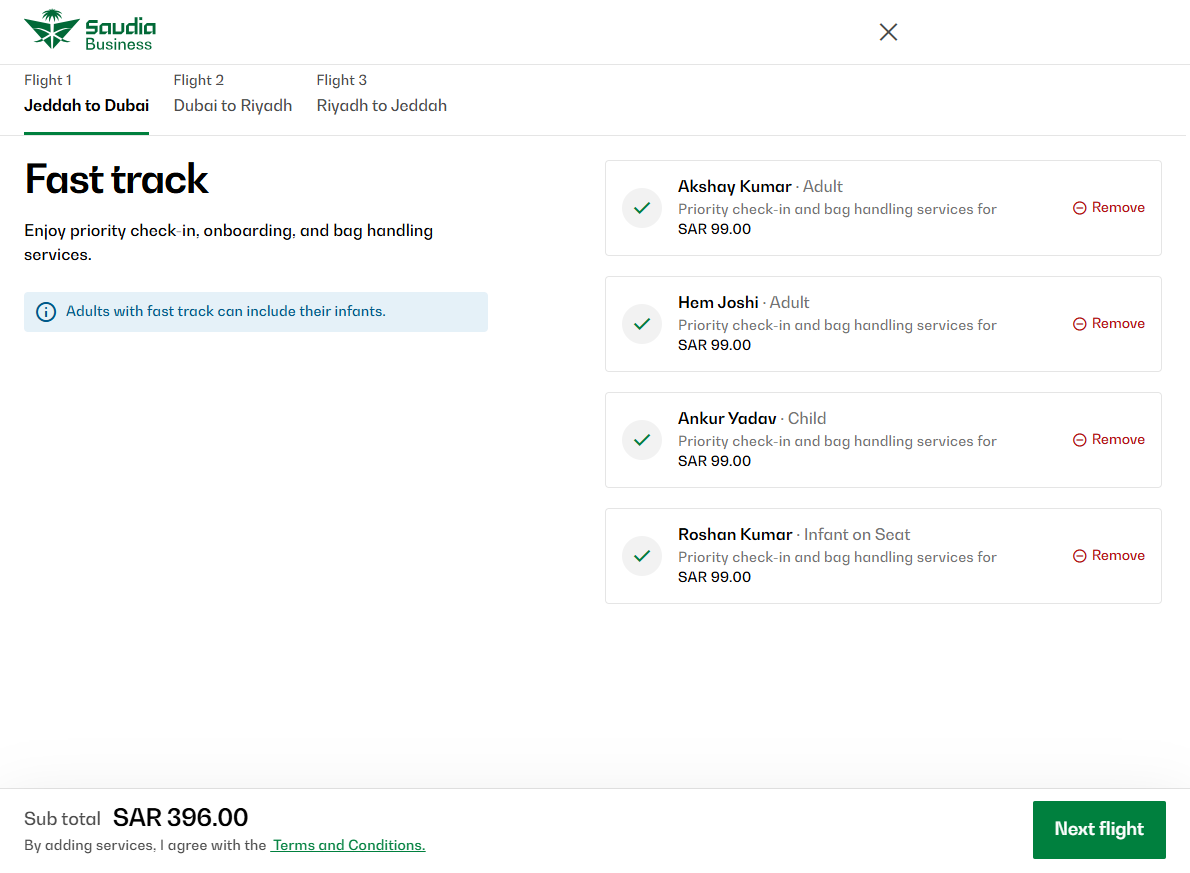 Saudia
Business
Flight 1
Jeddah to Dubai
Flight 2
Dubai to Riyadh
Flight 3
Riyadh to Jeddah
Fast track
Enjoy priority check-in, onboarding, and bag handling
services.
Adults with fast track can include their infants.
Akshay Kumar · Adult
Priority check-in and bag handling services for
SAR 99.00
Remove
Hem Joshi · Adult
Priority check-in and bag handling services for
SAR 99.00
Remove
Ankur Yadav · Child
Priority check-in and bag handling services for
SAR 99.00
Remove
Roshan Kumar · Infant on Seat
Priority check-in and bag handling services for
SAR 99.00
Remove
Sub total SAR 396.00
By adding services, I agree with the Terms and Conditions.
Next flight